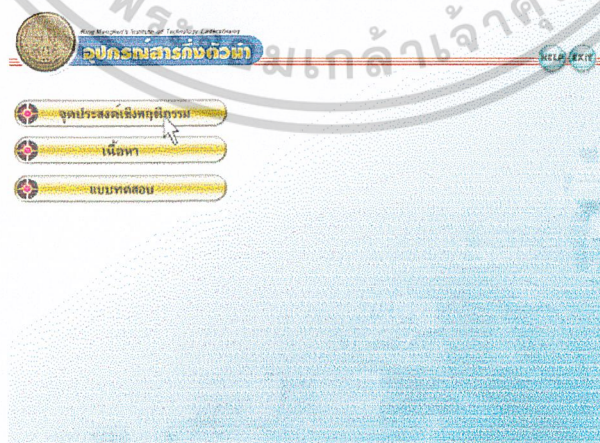 King Mongkut's Institute of Technology Ladkrabang
อุปกรณ์สารกึ่งตัวนำ
HELP EXIT
จุดประสงค์เชิงพฤติกรรม
เนื้อหา
แบบทดสอบ